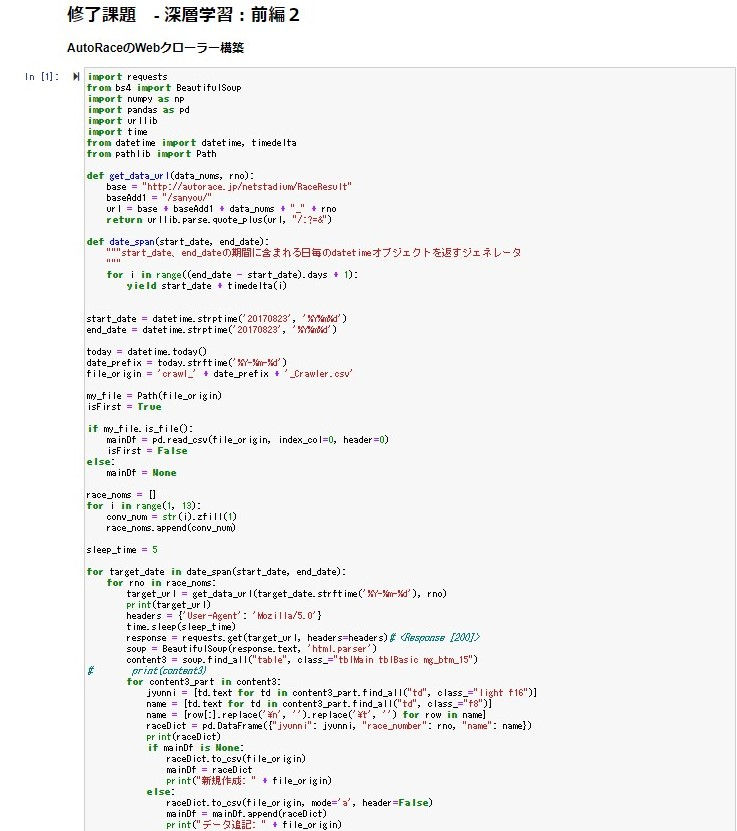 修了課題　- 深層学習：前編２
AutoRaceのWebクローラー構築
In [1]:
import requests
from bs4 import BeautifulSoup
import numpy as np
import pandas as pd
import urllib
import time
from datetime import datetime, timedelta
from pathlib import Path
def get_data_url(data_nums, rno):
    base = "http://autorace.jp/netstadium/RaceResult"
    baseAdd1 = "/sanyou/"
    url = base + baseAdd1 + data_nums + "_" + rno
    return urllib.parse.quote_plus(url, "/:?=&")
def date_span(start_date, end_date):
    """start_date、end_dateの期間に含まれる日毎のdatetimeオブジェクトを返すジェネレータ
    """
    for i in range((end_date - start_date).days + 1):
        yield start_date + timedelta(i)
start_date = datetime.strptime('20170823', '%Y%m%d')
end_date = datetime.strptime('20170823', '%Y%m%d')
today = datetime.today()
date_prefix = today.strftime('%Y-%m-%d')
file_origin = 'crawl_' + date_prefix + '_Crawler.csv'
my_file = Path(file_origin)
isFirst = True
if my_file.is_file():
    mainDf = pd.read_csv(file_origin, index_col=0, header=0)
    isFirst = False
else:
    mainDf = None
race_noms = []
for i in range(1, 13):
    conv_num = str(i).zfill(1)
    race_noms.append(conv_num)
sleep_time = 5
for target_date in date_span(start_date, end_date):
    for rno in race_noms:
        target_url = get_data_url(target_date.strftime('%Y-%m-%d'), rno)
        print(target_url)
        headers = {'User-Agent': 'Mozilla/5.0'}
        time.sleep(sleep_time)
        response = requests.get(target_url, headers=headers)# <Response [200]>
        soup = BeautifulSoup(response.text, 'html.parser')
        content3 = soup.find_all("table", class_="tblMain tblBasic mg_btm_15")
#        print(content3)
        for content3_part in content3:
            jyunni = [td.text for td in content3_part.find_all("td", class_="light f16")]
            name = [td.text for td in content3_part.find_all("td", class_="f8")]
            name = [row[:].replace('¥n', '').replace('¥t', '') for row in name]
            raceDict = pd.DataFrame({"jyunni": jyunni, "race_number": rno, "name": name})
            print(raceDict)
            if mainDf is None:
                raceDict.to_csv(file_origin)
                mainDf = raceDict
                print("新規作成: " + file_origin)
            else:
                raceDict.to_csv(file_origin, mode='a', header=False)
                mainDf = mainDf.append(raceDict)
                print("データ追記: " + file_origin)